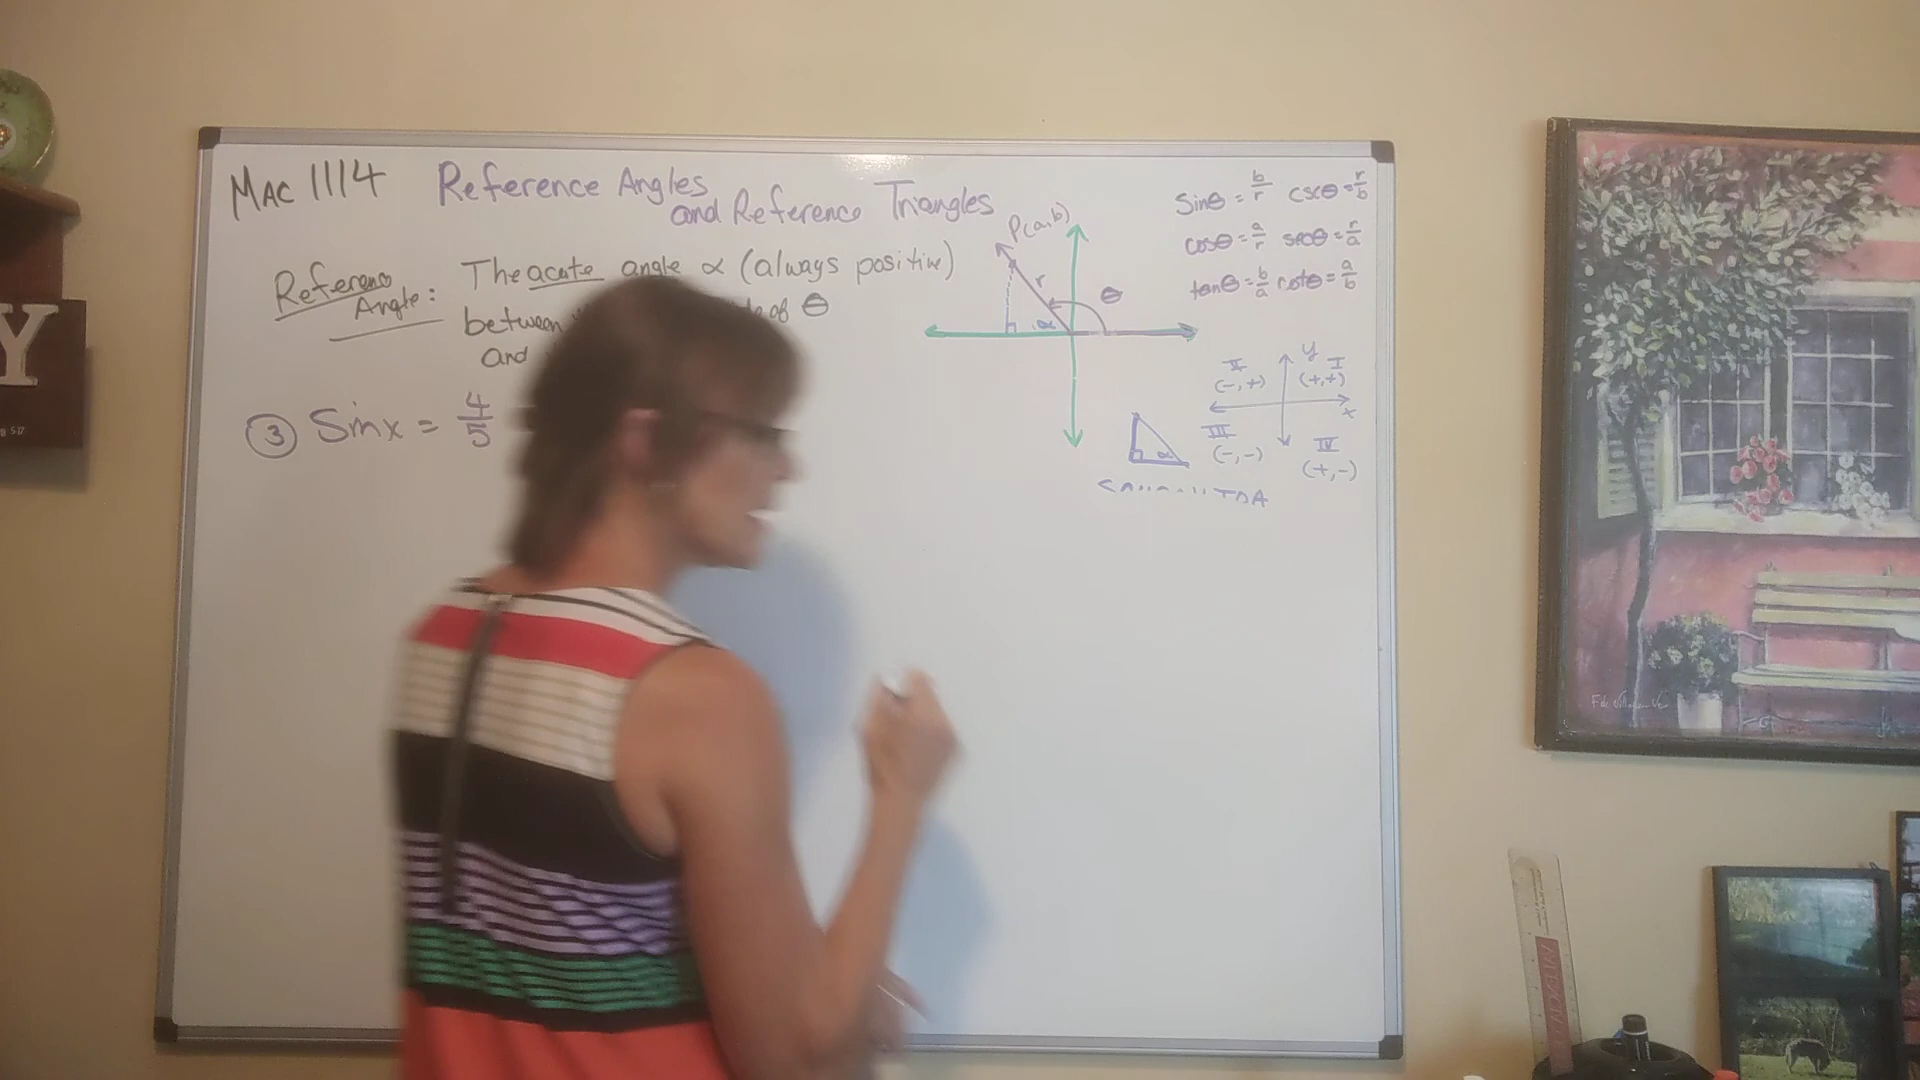 MAC 1114 Reference Angles
and Reference Triangles
Reference Angle: The acute angle α (always positive)
between of θ
and
③ Sin x = 4/5
P(a,b)
r
θ
α
Sinθ = b/r cscθ = r/b
cosθ = a/r secθ = r/a
tanθ = b/a cotθ = a/b
II (-,+) y I (+,+)
x
III (-,-) IV (+,-)
α
Y